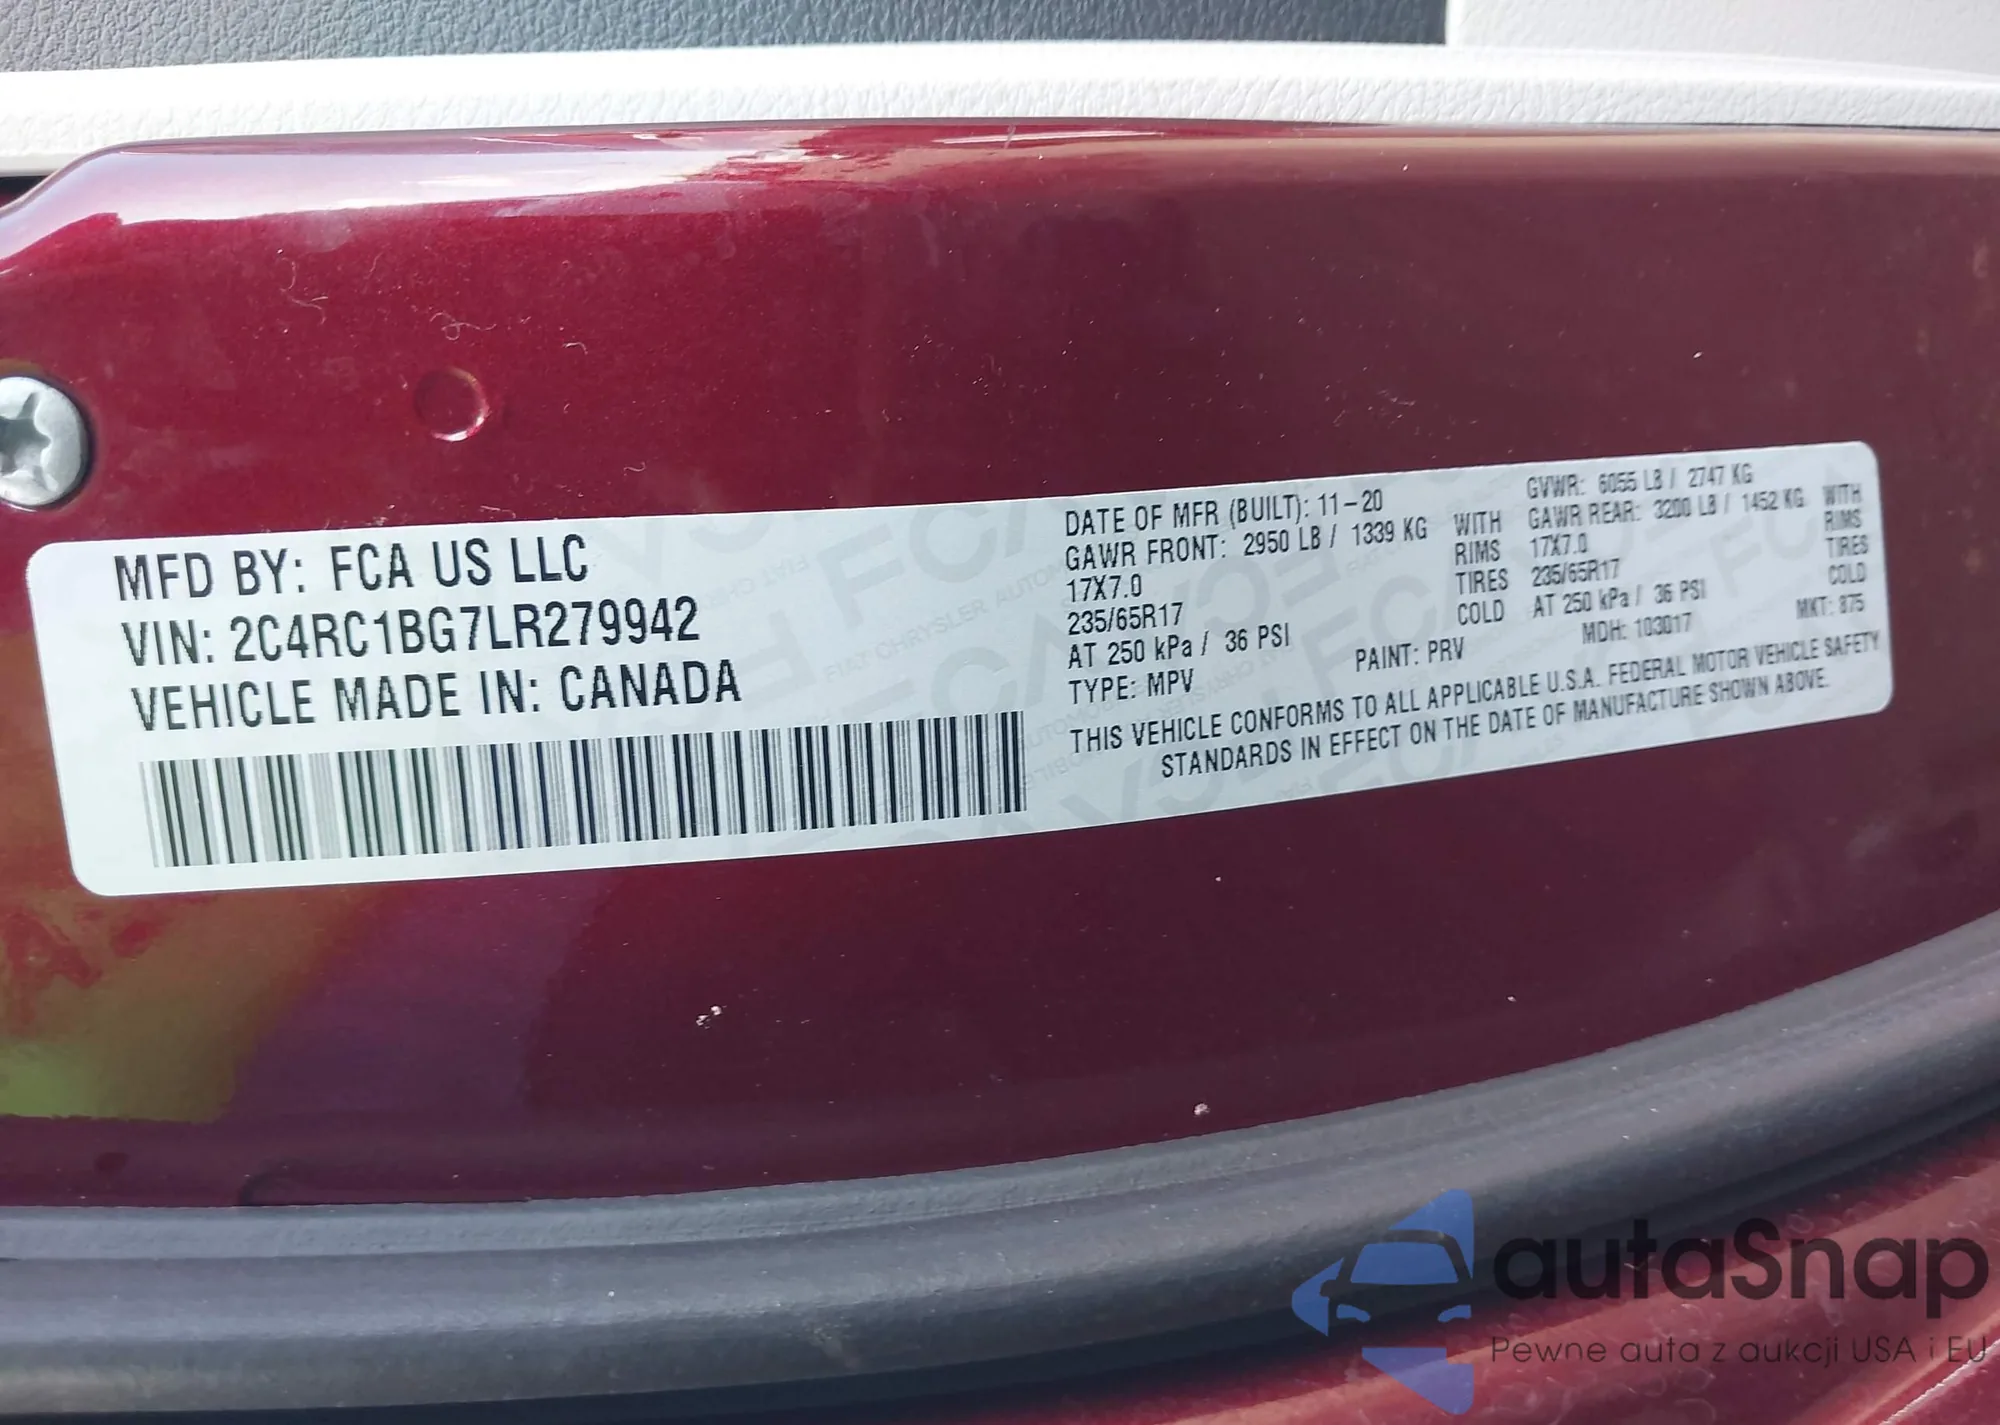 MFD BY: FCA US LLC
VIN: 2C4RC1BG7LR279942
VEHICLE MADE IN: CANADA
DATE OF MFR (BUILT): 11-20
GAWR FRONT: 2950 LB / 1339 KG WITH
17X7.0 RIMS
235/65R17 TIRES
AT 250 kPa / 36 PSI COLD
TYPE: MPV PAINT: PRV
GVWR: 6055 LB / 2747 KG
GAWR REAR: 3200 LB / 1452 KG WITH
17X7.0 RIMS
235/65R17 TIRES
AT 250 kPa / 36 PSI COLD
MDH: 103017 MKT: 875
THIS VEHICLE CONFORMS TO ALL APPLICABLE U.S.A. FEDERAL MOTOR VEHICLE SAFETY
STANDARDS IN EFFECT ON THE DATE OF MANUFACTURE SHOWN ABOVE.
autaSnap
Pewne auta z aukcji USA i EU